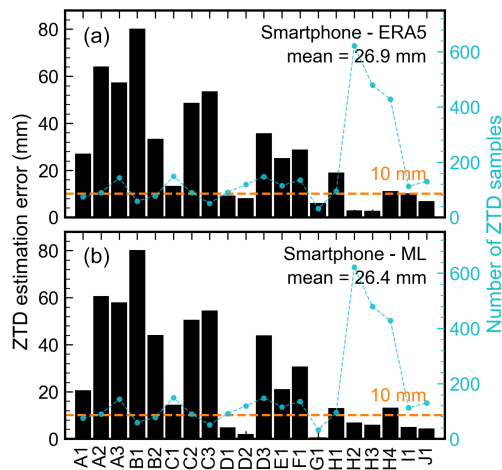 (a)
Smartphone - ERA5
mean = 26.9 mm
10 mm
80
60
40
20
0
600
400
200
0
ZTD estimation error (mm)
Number of ZTD samples
(b)
Smartphone - ML
mean = 26.4 mm
10 mm
80
60
40
20
0
600
400
200
0
A1 A2 A3 B1 B2 C1 C2 C3 D1 D2 D3 E1 F1 G1 H1 H2 H3 H4 I1 J1